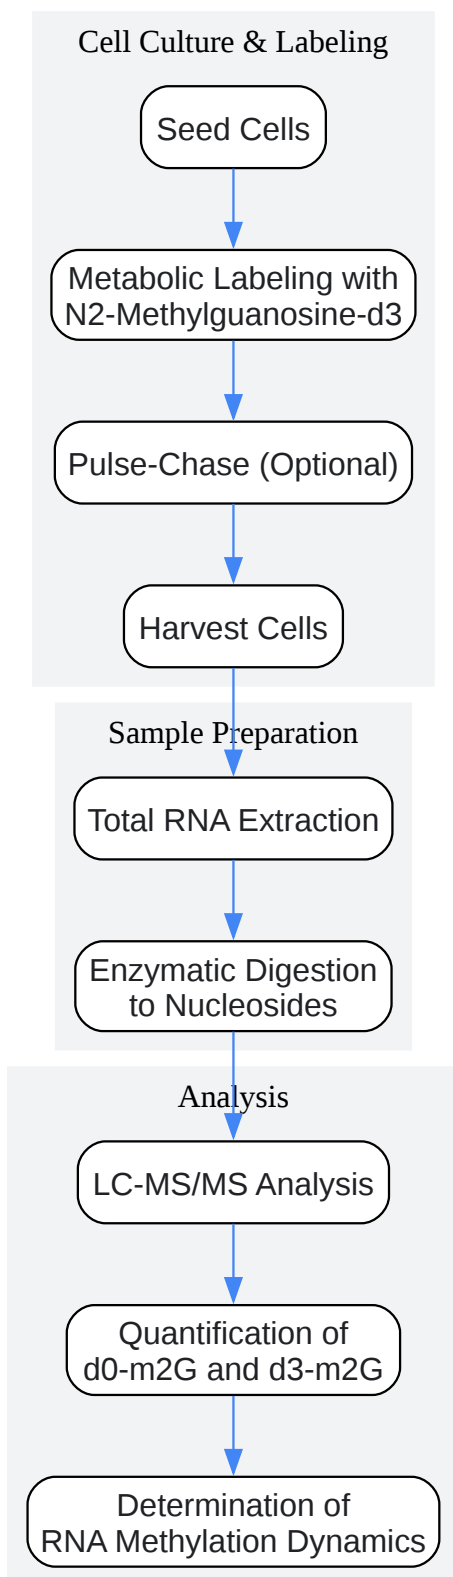 Cell Culture & Labeling
Seed Cells
Metabolic Labeling with
N2-Methylguanosine-d3
Pulse-Chase (Optional)
Harvest Cells
Sample Preparation
Total RNA Extraction
Enzymatic Digestion
to Nucleosides
Analysis
LC-MS/MS Analysis
Quantification of
d0-m2G and d3-m2G
Determination of
RNA Methylation Dynamics